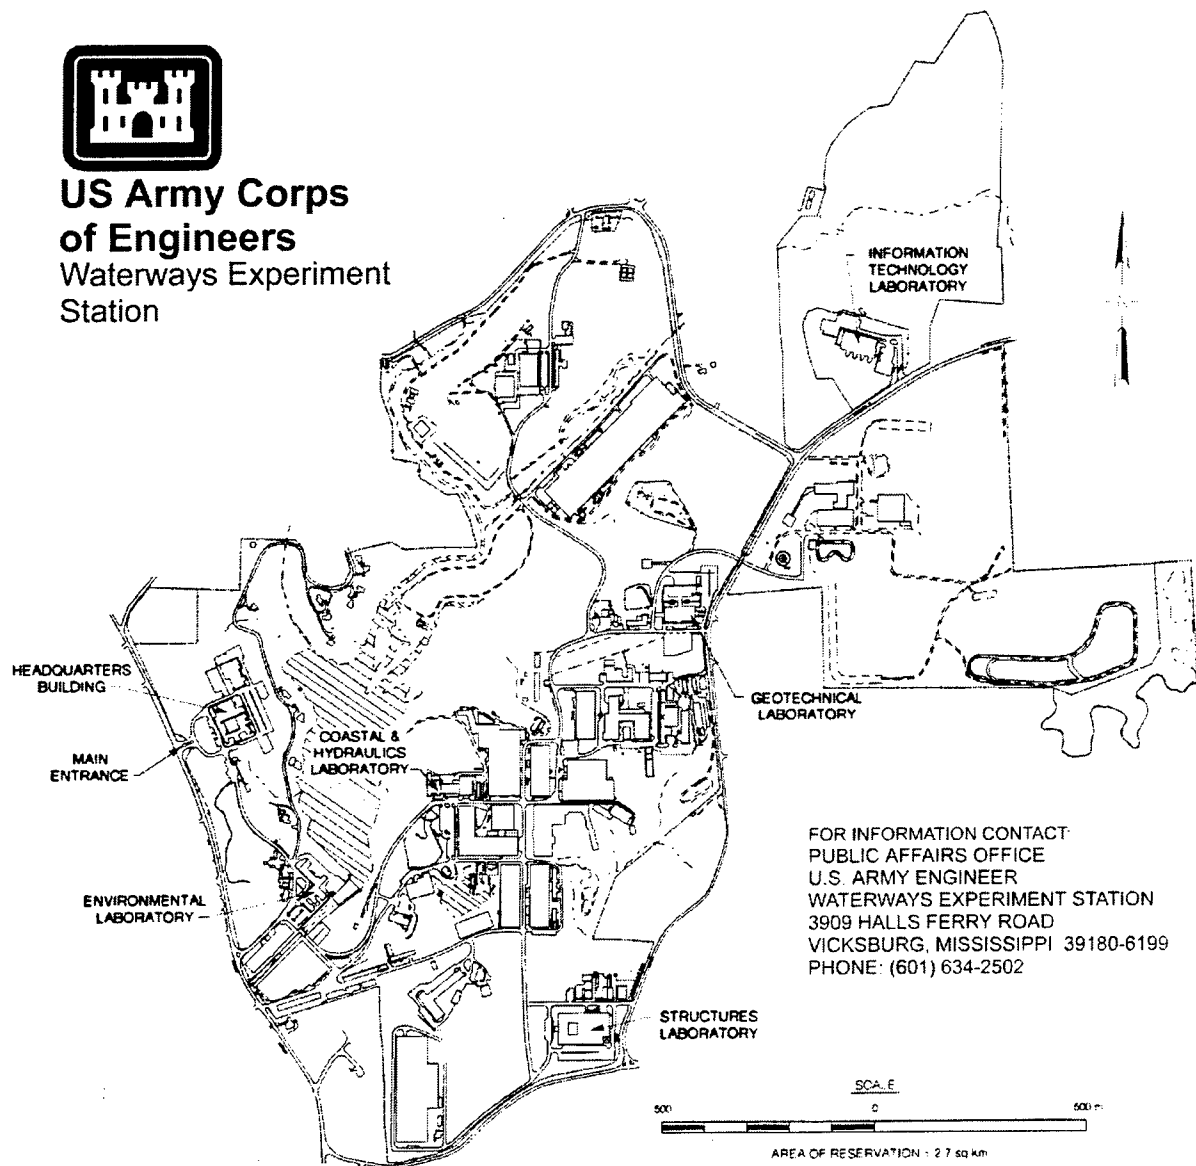 US Army Corps
of Engineers
Waterways Experiment
Station
INFORMATION
TECHNOLOGY
LABORATORY
HEADQUARTERS
BUILDING
MAIN
ENTRANCE
COASTAL &
HYDRAULICS
LABORATORY
GEOTECHNICAL
LABORATORY
ENVIRONMENTAL
LABORATORY
FOR INFORMATION CONTACT
PUBLIC AFFAIRS OFFICE
U.S. ARMY ENGINEER
WATERWAYS EXPERIMENT STATION
3909 HALLS FERRY ROAD
VICKSBURG, MISSISSIPPI 39180-6199
PHONE: (601) 634-2502
STRUCTURES
LABORATORY
SCALE
500 0 500 m
AREA OF RESERVATION : 2.7 sq km